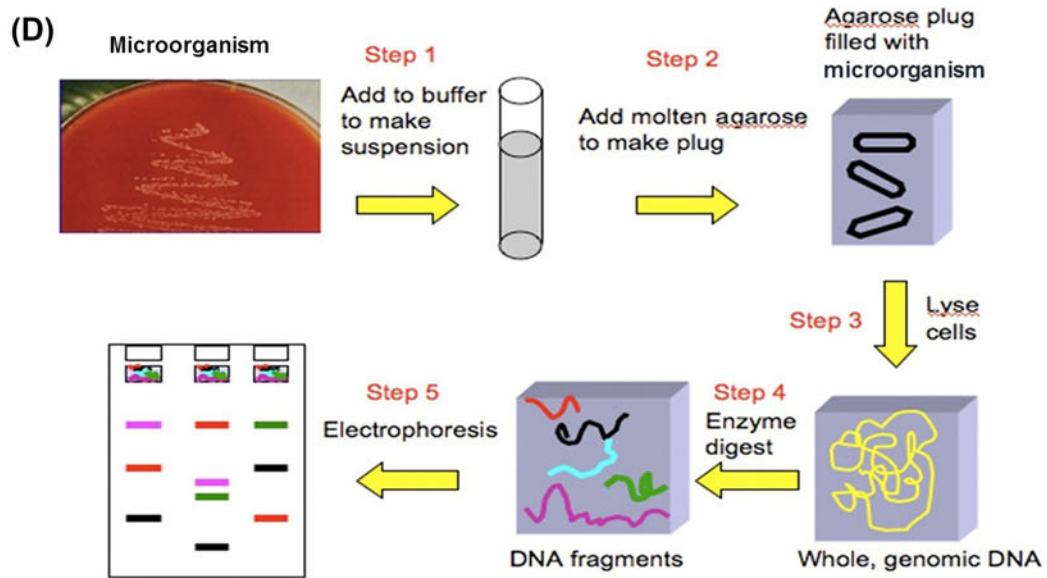 (D)
Microorganism
Step 1
Add to buffer
to make
suspension
Step 2
Add molten agarose
to make plug
Agarose plug
filled with
microorganism
Step 3
Lyse
cells
Whole, genomic DNA
Step 4
Enzyme
digest
DNA fragments
Step 5
Electrophoresis